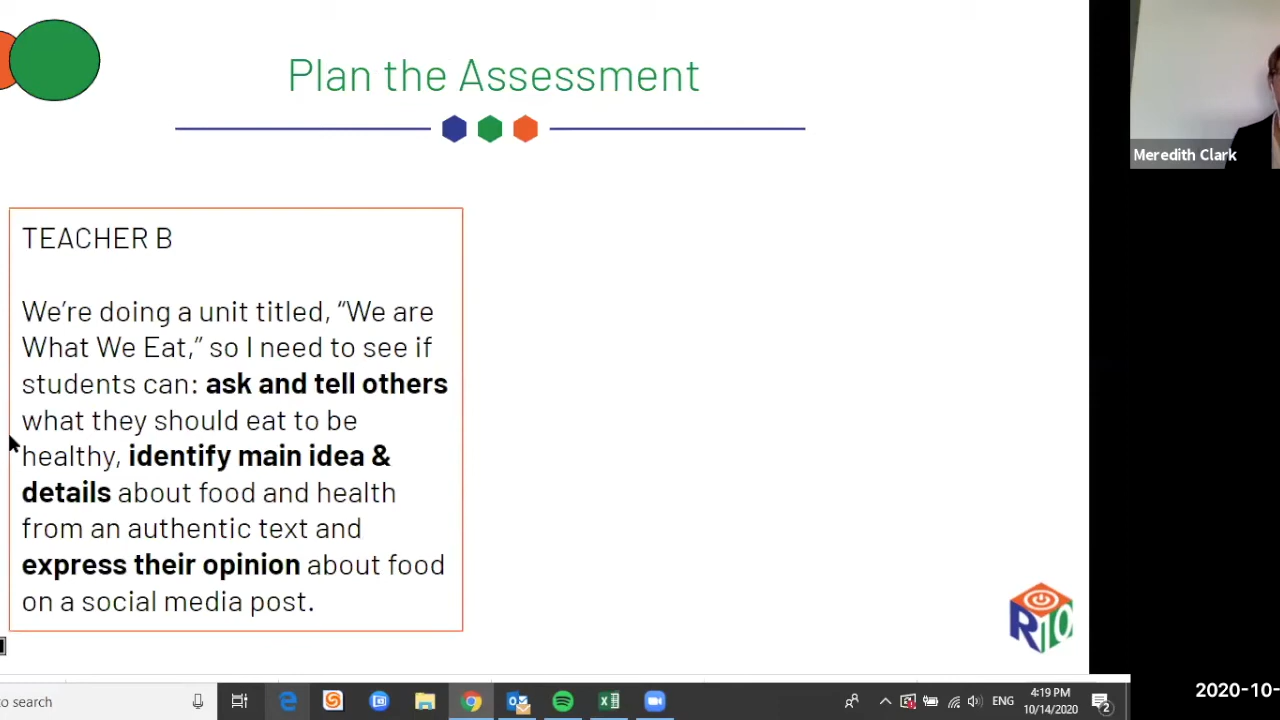 Plan the Assessment
Meredith Clark
TEACHER B
We're doing a unit titled, “We are
What We Eat,” so I need to see if
students can: ask and tell others
what they should eat to be
healthy, identify main idea &
details about food and health
from an authentic text and
express their opinion about food
on a social media post.
R10
to search
ENG
4:19 PM
10/14/2020
2
2020-10-